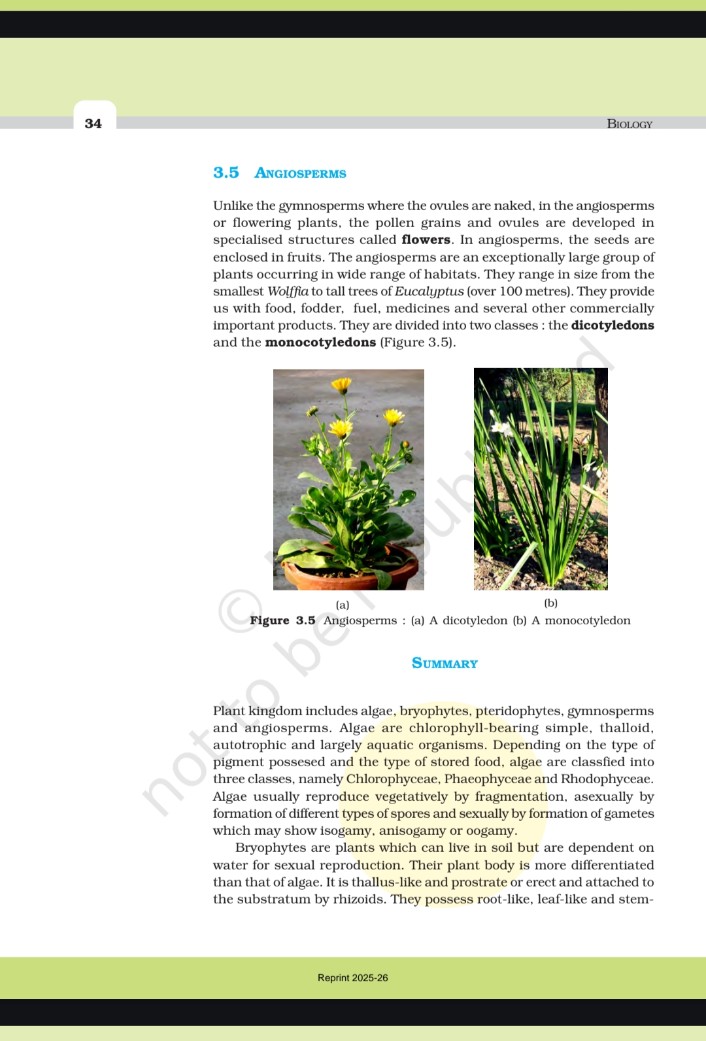 34
BIOLOGY
3.5 ANGIOSPERMS
Unlike the gymnosperms where the ovules are naked, in the angiosperms
or flowering plants, the pollen grains and ovules are developed in
specialised structures called flowers. In angiosperms, the seeds are
enclosed in fruits. The angiosperms are an exceptionally large group of
plants occurring in wide range of habitats. They range in size from the
smallest Wolffia to tall trees of Eucalyptus (over 100 metres). They provide
us with food, fodder, fuel, medicines and several other commercially
important products. They are divided into two classes : the dicotyledons
and the monocotyledons (Figure 3.5).
(a)
(b)
Figure 3.5 Angiosperms : (a) A dicotyledon (b) A monocotyledon
SUMMARY
Plant kingdom includes algae, bryophytes, pteridophytes, gymnosperms
and angiosperms. Algae are chlorophyll-bearing simple, thalloid,
autotrophic and largely aquatic organisms. Depending on the type of
pigment possesed and the type of stored food, algae are classfied into
three classes, namely Chlorophyceae, Phaeophyceae and Rhodophyceae.
Algae usually reproduce vegetatively by fragmentation, asexually by
formation of different types of spores and sexually by formation of gametes
which may show isogamy, anisogamy or oogamy.
Bryophytes are plants which can live in soil but are dependent on
water for sexual reproduction. Their plant body is more differentiated
than that of algae. It is thallus-like and prostrate or erect and attached to
the substratum by rhizoids. They possess root-like, leaf-like and stem-
not to be
Reprint 2025-26